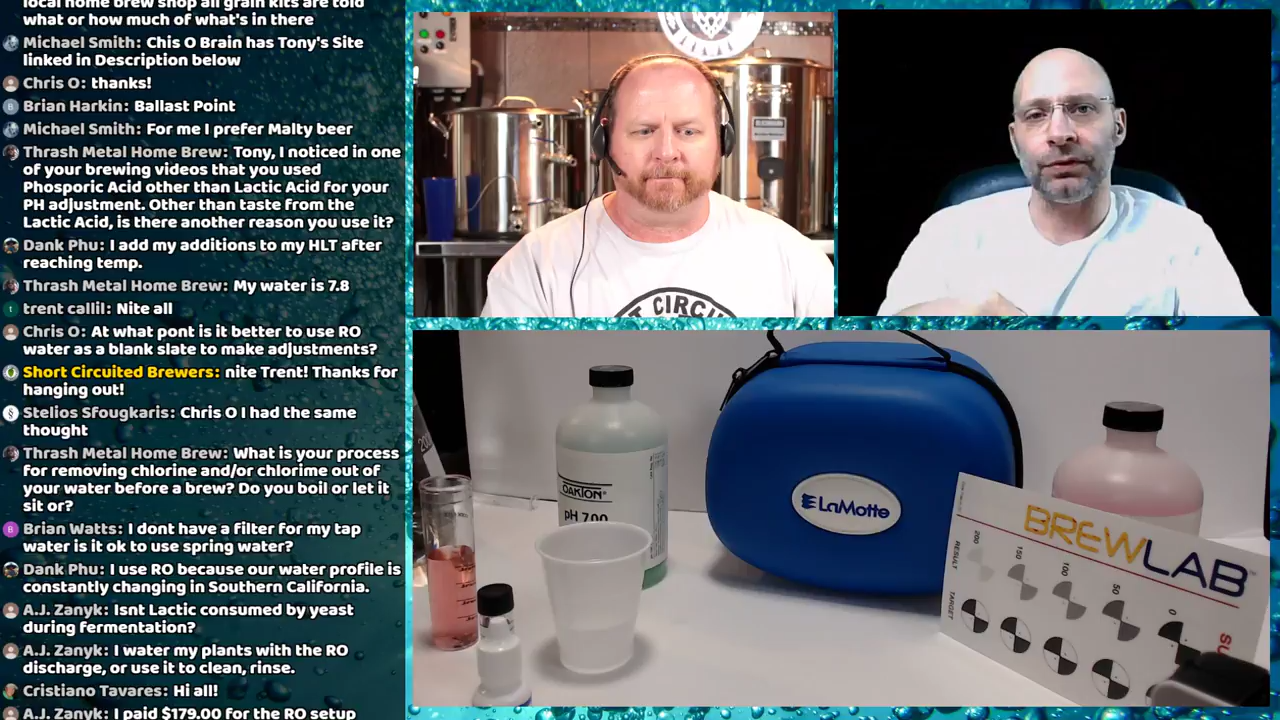 local home brew shop all grain kits are told
what or how much of what's in there
Michael Smith: Chis O Brain has Tony's Site
linked in Description below
Chris O: thanks!
Brian Harkin: Ballast Point
Michael Smith: For me I prefer Malty beer
Thrash Metal Home Brew: Tony, I noticed in one
of your brewing videos that you used
Phosporic Acid other than Lactic Acid for your
PH adjustment. Other than taste from the
Lactic Acid, is there another reason you use it?
Dank Phu: I add my additions to my HLT after
reaching temp.
Thrash Metal Home Brew: My water is 7.8
trent callil: Nite all
Chris O: At what pont is it better to use RO
water as a blank slate to make adjustments?
Short Circuited Brewers: nite Trent! Thanks for
hanging out!
Stelios Sfougkaris: Chris O I had the same
thought
Thrash Metal Home Brew: What is your process
for removing chlorine and/or chlorime out of
your water before a brew? Do you boil or let it
sit or?
Brian Watts: I dont have a filter for my tap
water is it ok to use spring water?
Dank Phu: I use RO because our water profile is
constantly changing in Southern California.
A.J. Zanyk: Isnt Lactic consumed by yeast
during fermentation?
A.J. Zanyk: I water my plants with the RO
discharge, or use it to clean, rinse.
Cristiano Tavares: Hi all!
A.J. Zanyk: I paid $179.00 for the RO setup
T CIRCU
OAKTON
pH 7.00
LaMotte
BREWLAB
RESULT
200
150
100
50
0
TARGET
SU